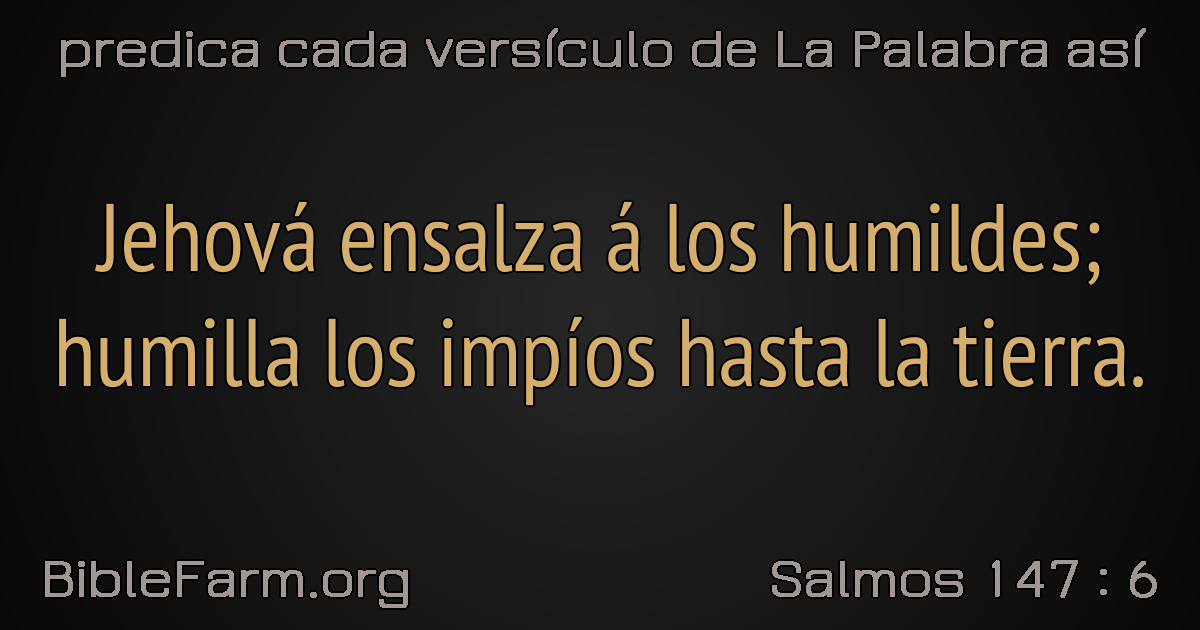 predica cada versículo de La Palabra así
Jehová ensalza á los humildes;
humilla los impíos hasta la tierra.
BibleFarm.org
Salmos 147 : 6